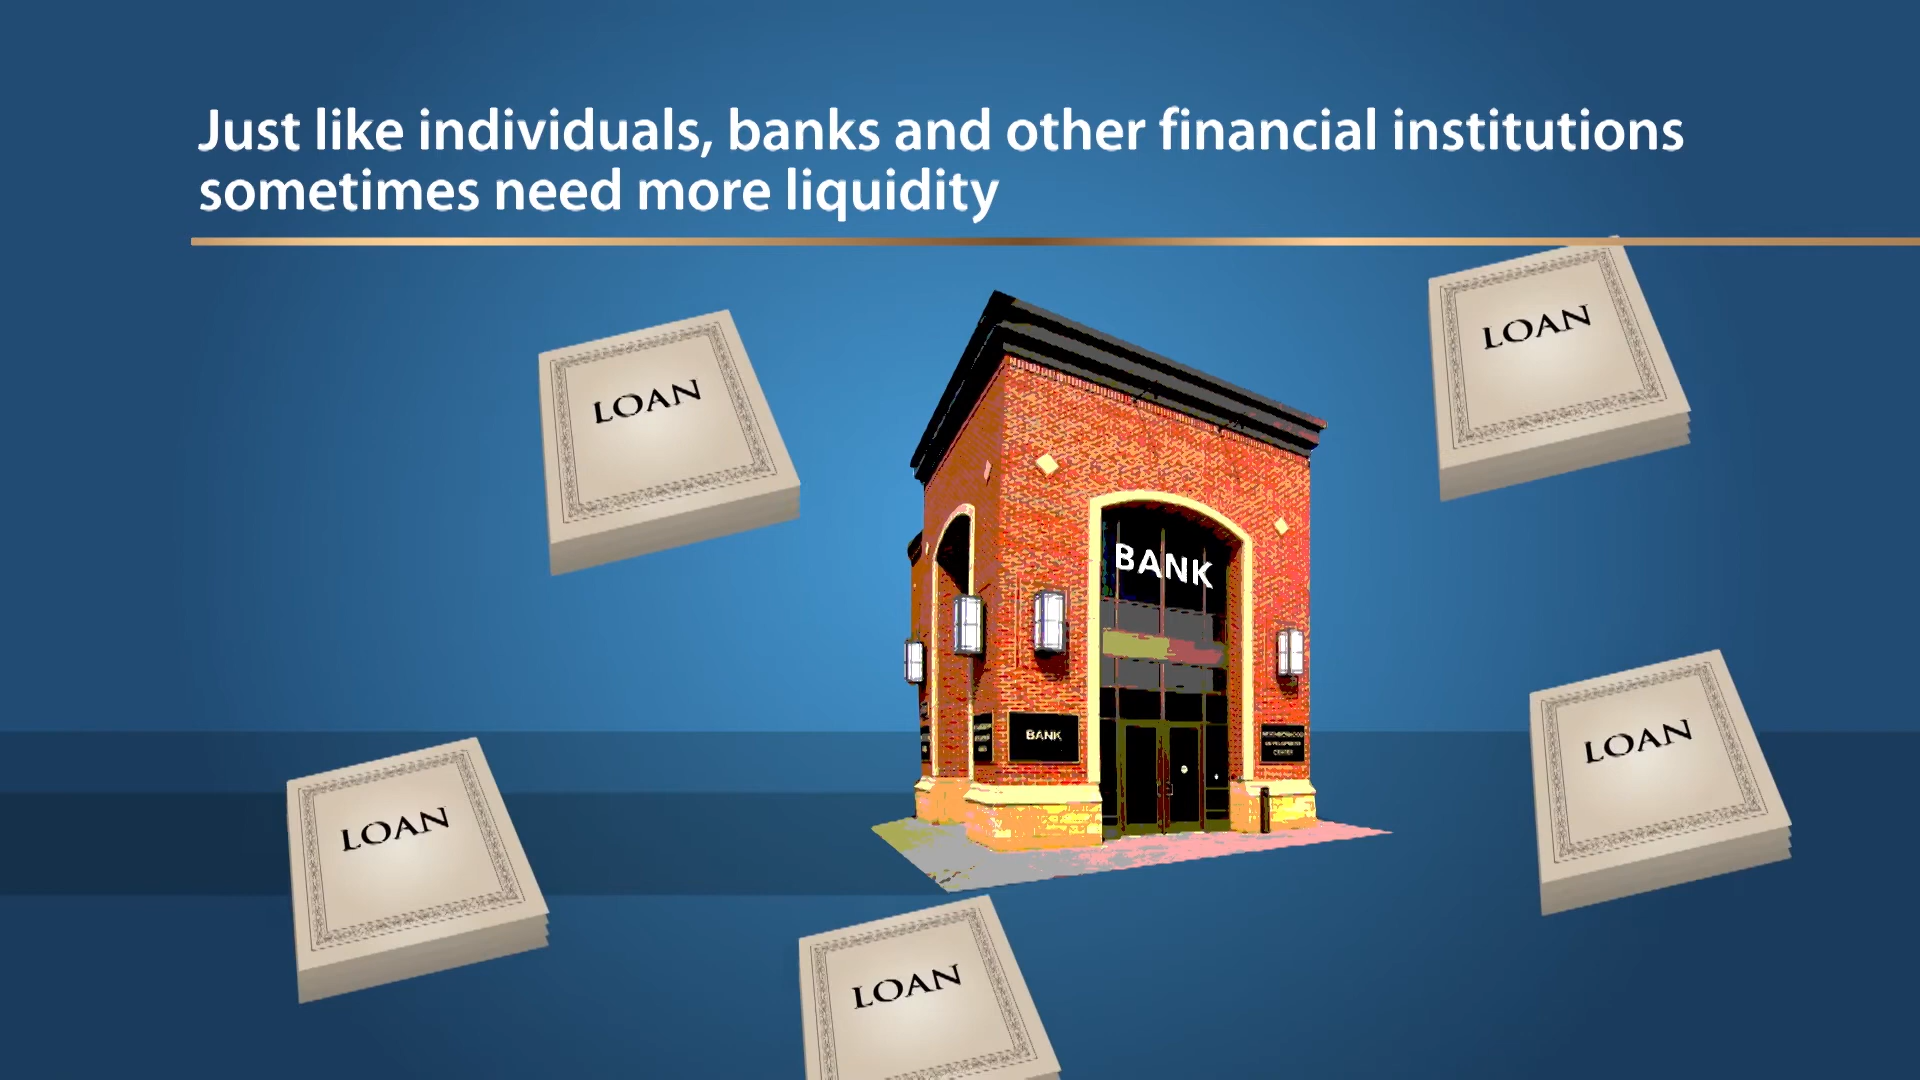 Just like individuals, banks and other financial institutions
sometimes need more liquidity
LOAN
LOAN
BANK
BANK
LOAN
LOAN
LOAN